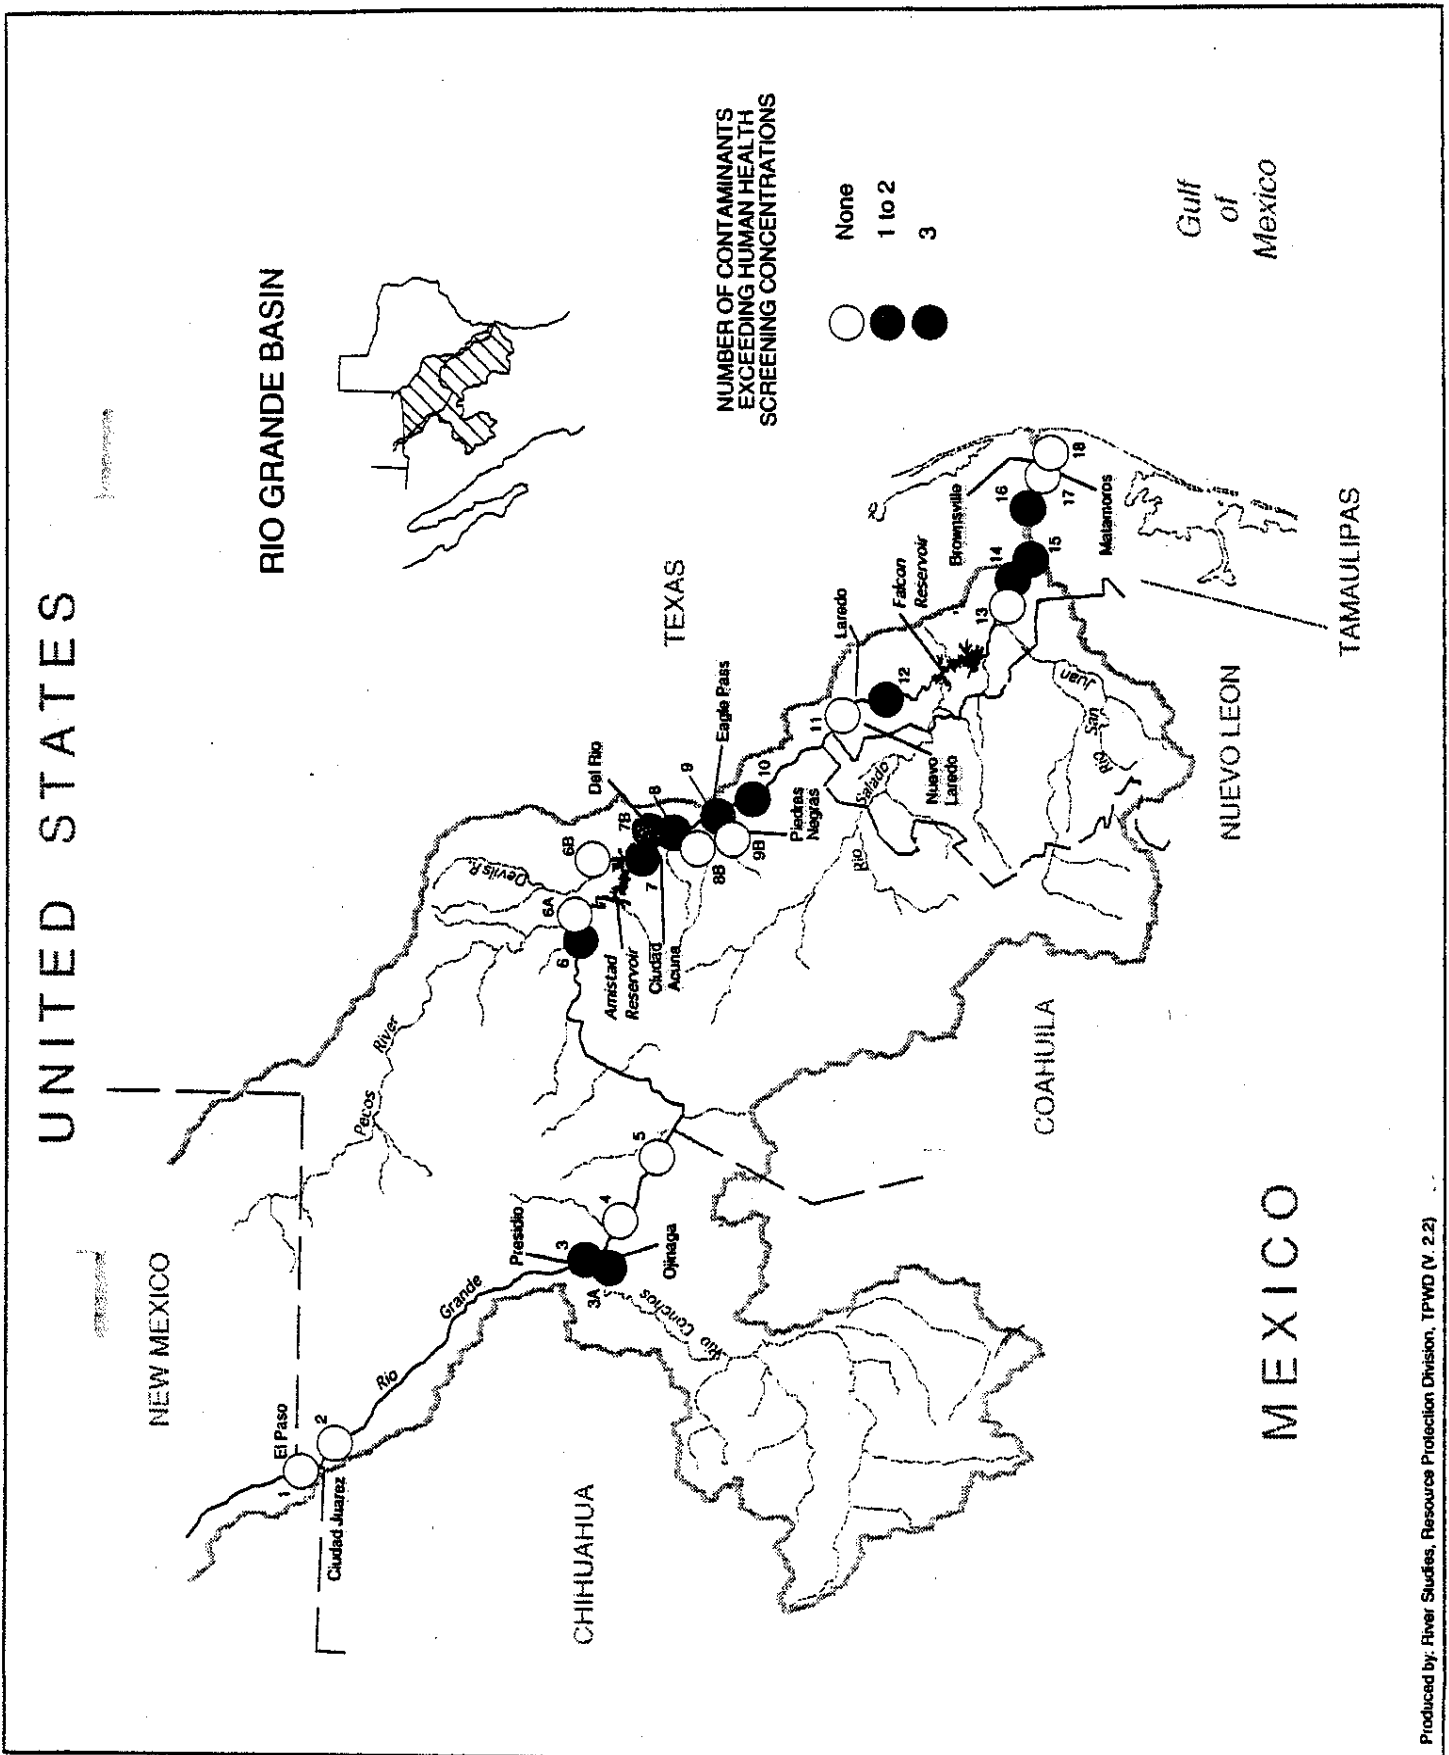 UNITED STATES
RIO GRANDE BASIN
NEW MEXICO
TEXAS
NUMBER OF CONTAMINANTS
EXCEEDING HUMAN HEALTH
SCREENING CONCENTRATIONS
None
1 to 2
3
Gulf
of
Mexico
El Paso
1
2
Ciudad Juarez
Rio
Grande
Pecos
River
Presidio
3
3A
Ojinaga
4
5
Rio
Conchos
6
6A
6B
Devils R.
Amistad
Reservoir
Ciudad
Acuna
7
7B
Del Rio
8
8B
9
9B
Eagle Pass
Piedras
Negras
10
11
Laredo
Nuevo
Laredo
12
Rio
Salado
Falcon
Reservoir
13
14
15
16
17
18
Brownsville
Matamoros
Rio
San
Juan
CHIHUAHUA
COAHUILA
NUEVO LEON
TAMAULIPAS
MEXICO
Produced by: River Studies, Resource Protection Division, TPWD (V. 2.2)